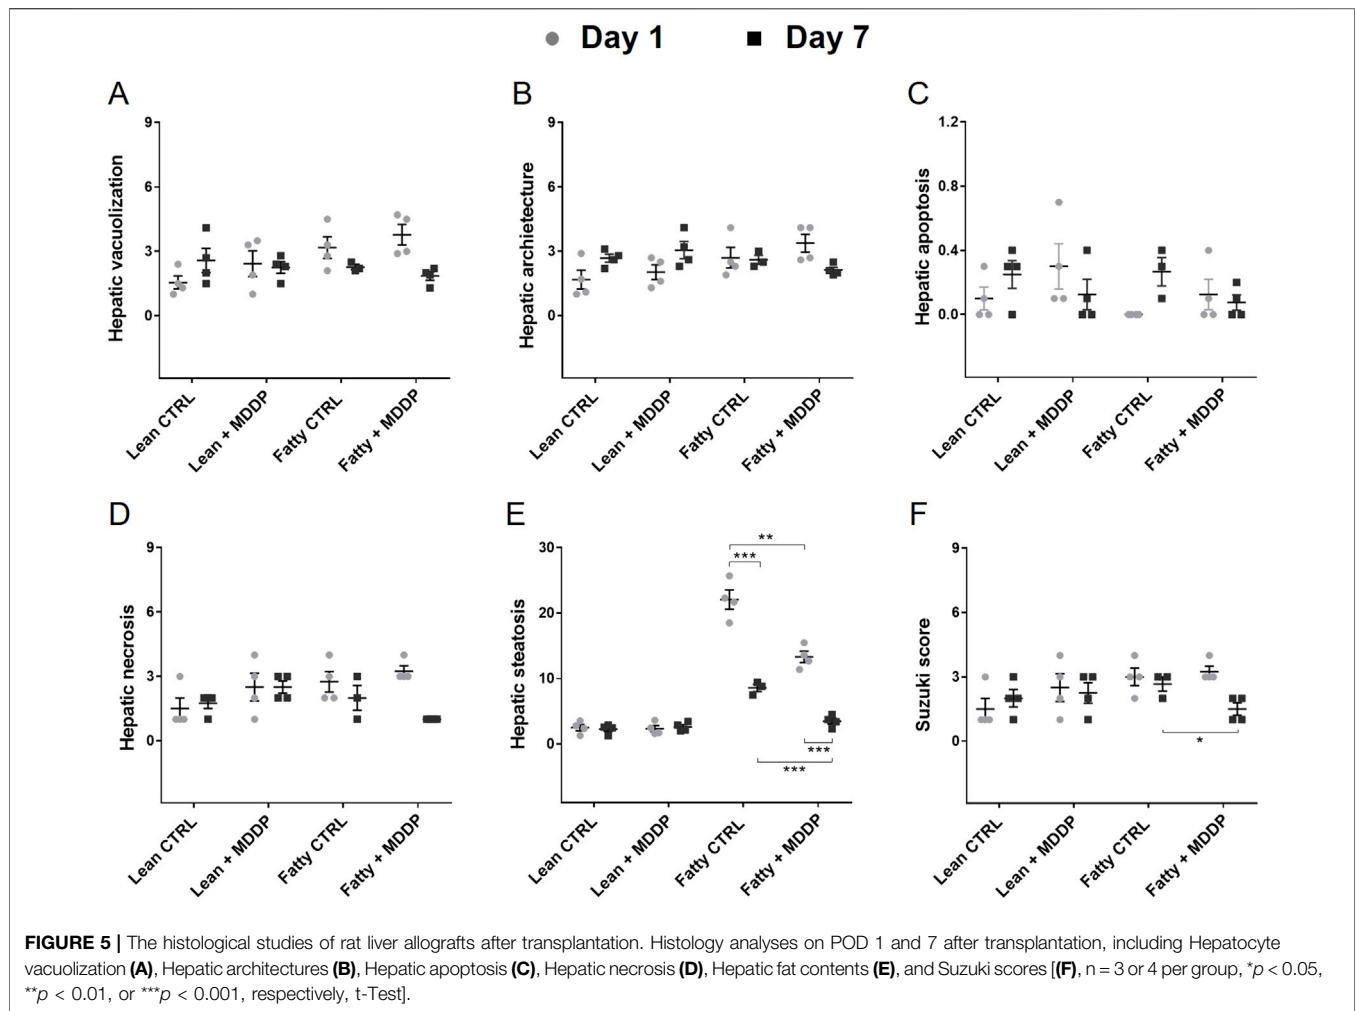 Day 1 Day 7
A B C
Hepatic vacuolization
9
6
3
0
Lean CTRL
Lean + MDDP
Fatty CTRL
Fatty + MDDP
Hepatic archietecture
9
6
3
0
Lean CTRL
Lean + MDDP
Fatty CTRL
Fatty + MDDP
Hepatic apoptosis
1.2
0.8
0.4
0.0
Lean CTRL
Lean + MDDP
Fatty CTRL
Fatty + MDDP
D E F
Hepatic necrosis
9
6
3
0
Lean CTRL
Lean + MDDP
Fatty CTRL
Fatty + MDDP
Hepatic steatosis
30
20
10
0
**
***
***
***
Lean CTRL
Lean + MDDP
Fatty CTRL
Fatty + MDDP
Suzuki score
9
6
3
0
*
Lean CTRL
Lean + MDDP
Fatty CTRL
Fatty + MDDP
FIGURE 5 | The histological studies of rat liver allografts after transplantation. Histology analyses on POD 1 and 7 after transplantation, including Hepatocyte
vacuolization (A), Hepatic architectures (B), Hepatic apoptosis (C), Hepatic necrosis (D), Hepatic fat contents (E), and Suzuki scores [(F), n = 3 or 4 per group, *p < 0.05,
**p < 0.01, or ***p < 0.001, respectively, t-Test].